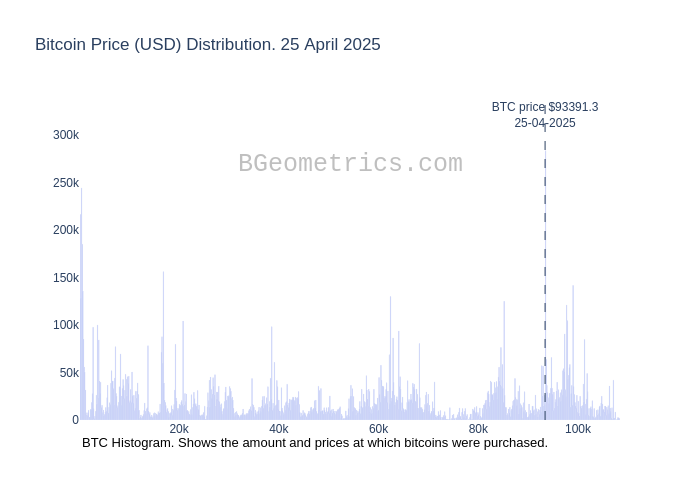 Bitcoin Price (USD) Distribution. 25 April 2025
BTC price $93391.3
25-04-2025
300k
BGeometrics.com
250k
200k
150k
100k
50k
0
20k 40k 60k 80k 100k
BTC Histogram. Shows the amount and prices at which bitcoins were purchased.